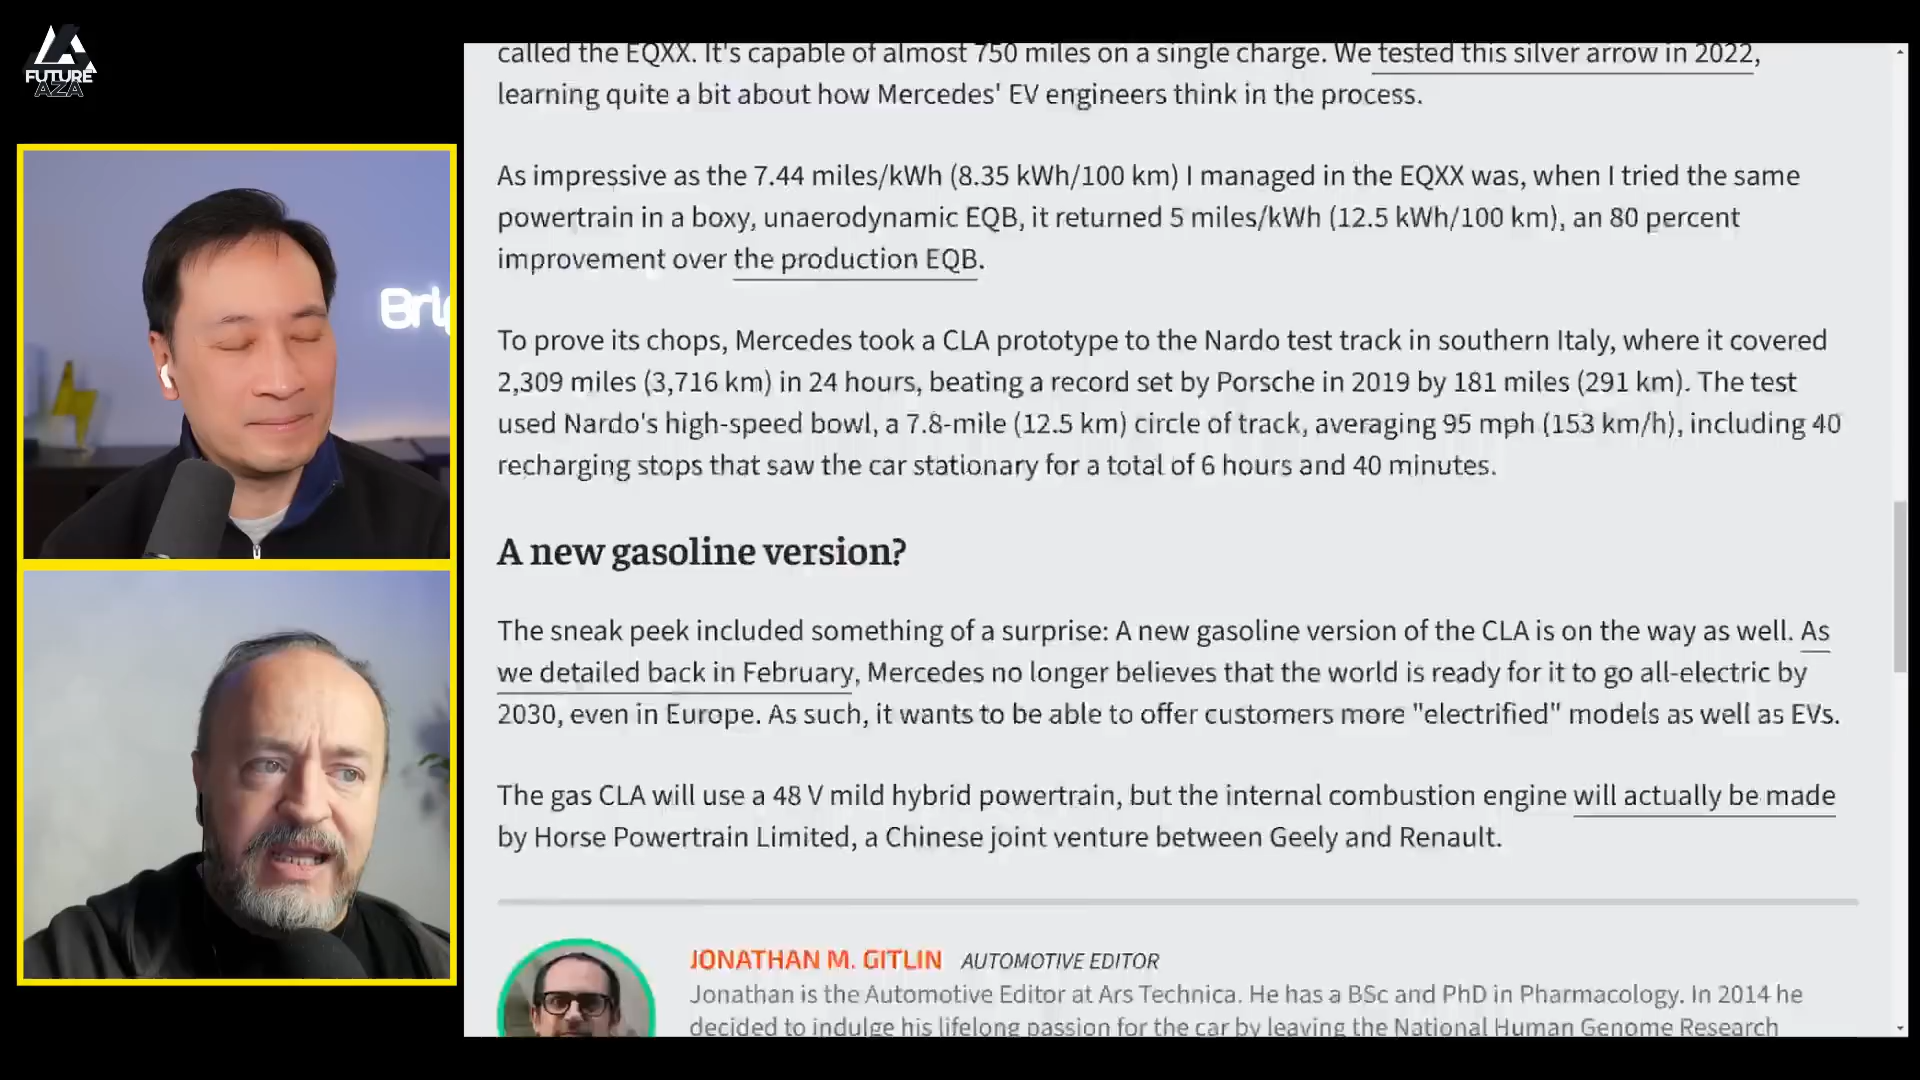 FUTURE
AZA
Brig
called the EQXX. It's capable of almost 750 miles on a single charge. We tested this silver arrow in 2022,
learning quite a bit about how Mercedes' EV engineers think in the process.
As impressive as the 7.44 miles/kWh (8.35 kWh/100 km) I managed in the EQXX was, when I tried the same
powertrain in a boxy, unaerodynamic EQB, it returned 5 miles/kWh (12.5 kWh/100 km), an 80 percent
improvement over the production EQB.
To prove its chops, Mercedes took a CLA prototype to the Nardo test track in southern Italy, where it covered
2,309 miles (3,716 km) in 24 hours, beating a record set by Porsche in 2019 by 181 miles (291 km). The test
used Nardo's high-speed bowl, a 7.8-mile (12.5 km) circle of track, averaging 95 mph (153 km/h), including 40
recharging stops that saw the car stationary for a total of 6 hours and 40 minutes.
A new gasoline version?
The sneak peek included something of a surprise: A new gasoline version of the CLA is on the way as well. As
we detailed back in February, Mercedes no longer believes that the world is ready for it to go all-electric by
2030, even in Europe. As such, it wants to be able to offer customers more "electrified" models as well as EVs.
The gas CLA will use a 48 V mild hybrid powertrain, but the internal combustion engine will actually be made
by Horse Powertrain Limited, a Chinese joint venture between Geely and Renault.
JONATHAN M. GITLIN AUTOMOTIVE EDITOR
Jonathan is the Automotive Editor at Ars Technica. He has a BSc and PhD in Pharmacology. In 2014 he
decided to indulge his lifelong passion for the car by leaving the National Human Genome Research